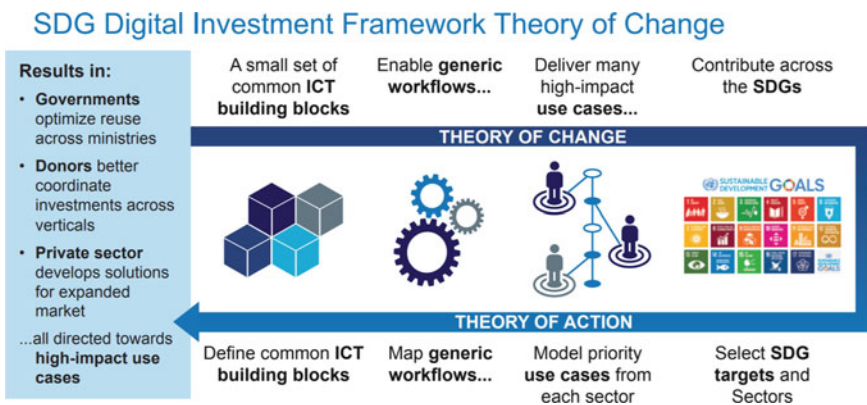 SDG Digital Investment Framework Theory of Change
Results in:
• Governments
optimize reuse
across ministries
• Donors better
coordinate
investments across
verticals
• Private sector
develops solutions
for expanded
market
...all directed towards
high-impact use
cases
A small set of
common ICT
building blocks
Enable generic
workflows...
Deliver many
high-impact
use cases...
Contribute across
the SDGs
THEORY OF CHANGE
SUSTAINABLE
DEVELOPMENT
GOALS
THEORY OF ACTION
Define common ICT
building blocks
Map generic
workflows...
Model priority
use cases from
each sector
Select SDG
targets and
Sectors